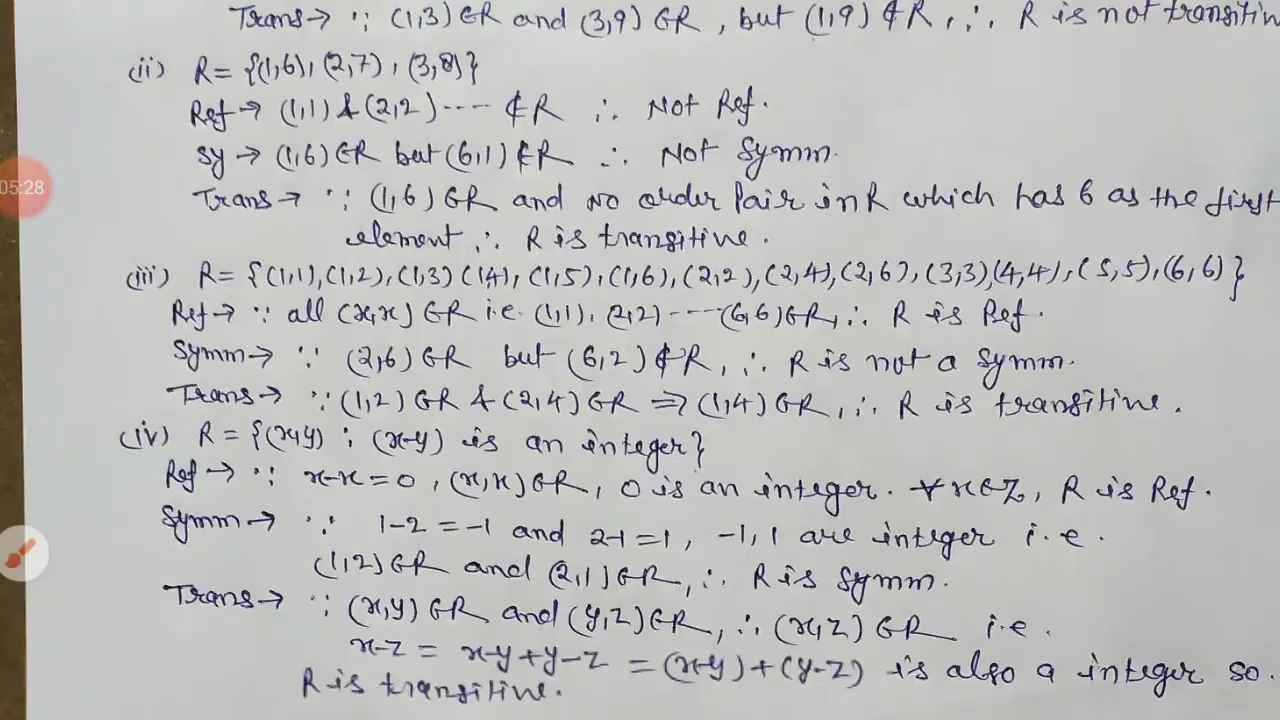 Trans → ∵ (1,3) ∈R and (3,9) ∈R, but (1,9) ∉ R, ∴ R is not transitiv
(ii) R = {(1,6), (2,7), (3,8)}
Ref → (1,1) & (2,2) ---- ∉R ∴ Not Ref.
Sy → (1,6) ∈R but (6,1) ∉R ∴ Not Symm.
05:28
Trans → ∵ (1,6) ∈R and no order pair in R which has 6 as the first
element ∴ R is transitive.
(iii) R = {(1,1), (1,2), (1,3) (1,4), (1,5), (1,6), (2,2), (2,4), (2,6), (3,3) (4,4), (5,5), (6,6)}
Ref → ∵ all (x,x) ∈R i.e. (1,1), (2,2) ---- (6,6) ∈R, ∴ R is Ref.
Symm → ∵ (2,6) ∈R but (6,2) ∉R, ∴ R is not a Symm.
Trans → ∵ (1,2) ∈R & (2,4) ∈R ⇒ (1,4) ∈R, ∴ R is transitive.
(iv) R = {(x,y) : (x-y) is an integer}
Ref → ∵ x-x = 0, (x,x) ∈R, 0 is an integer. ∀ x∈Z, R is Ref.
Symm → ∵ 1-2 = -1 and 2-1 = 1, -1, 1 are integer i.e.
(1,2) ∈R and (2,1) ∈R, ∴ R is Symm.
Trans → ∵ (x,y) ∈R and (y,z) ∈R, ∴ (x,z) ∈R i.e.
x-z = x-y+y-z = (x-y)+(y-z) is also a integer so.
R is transitive.